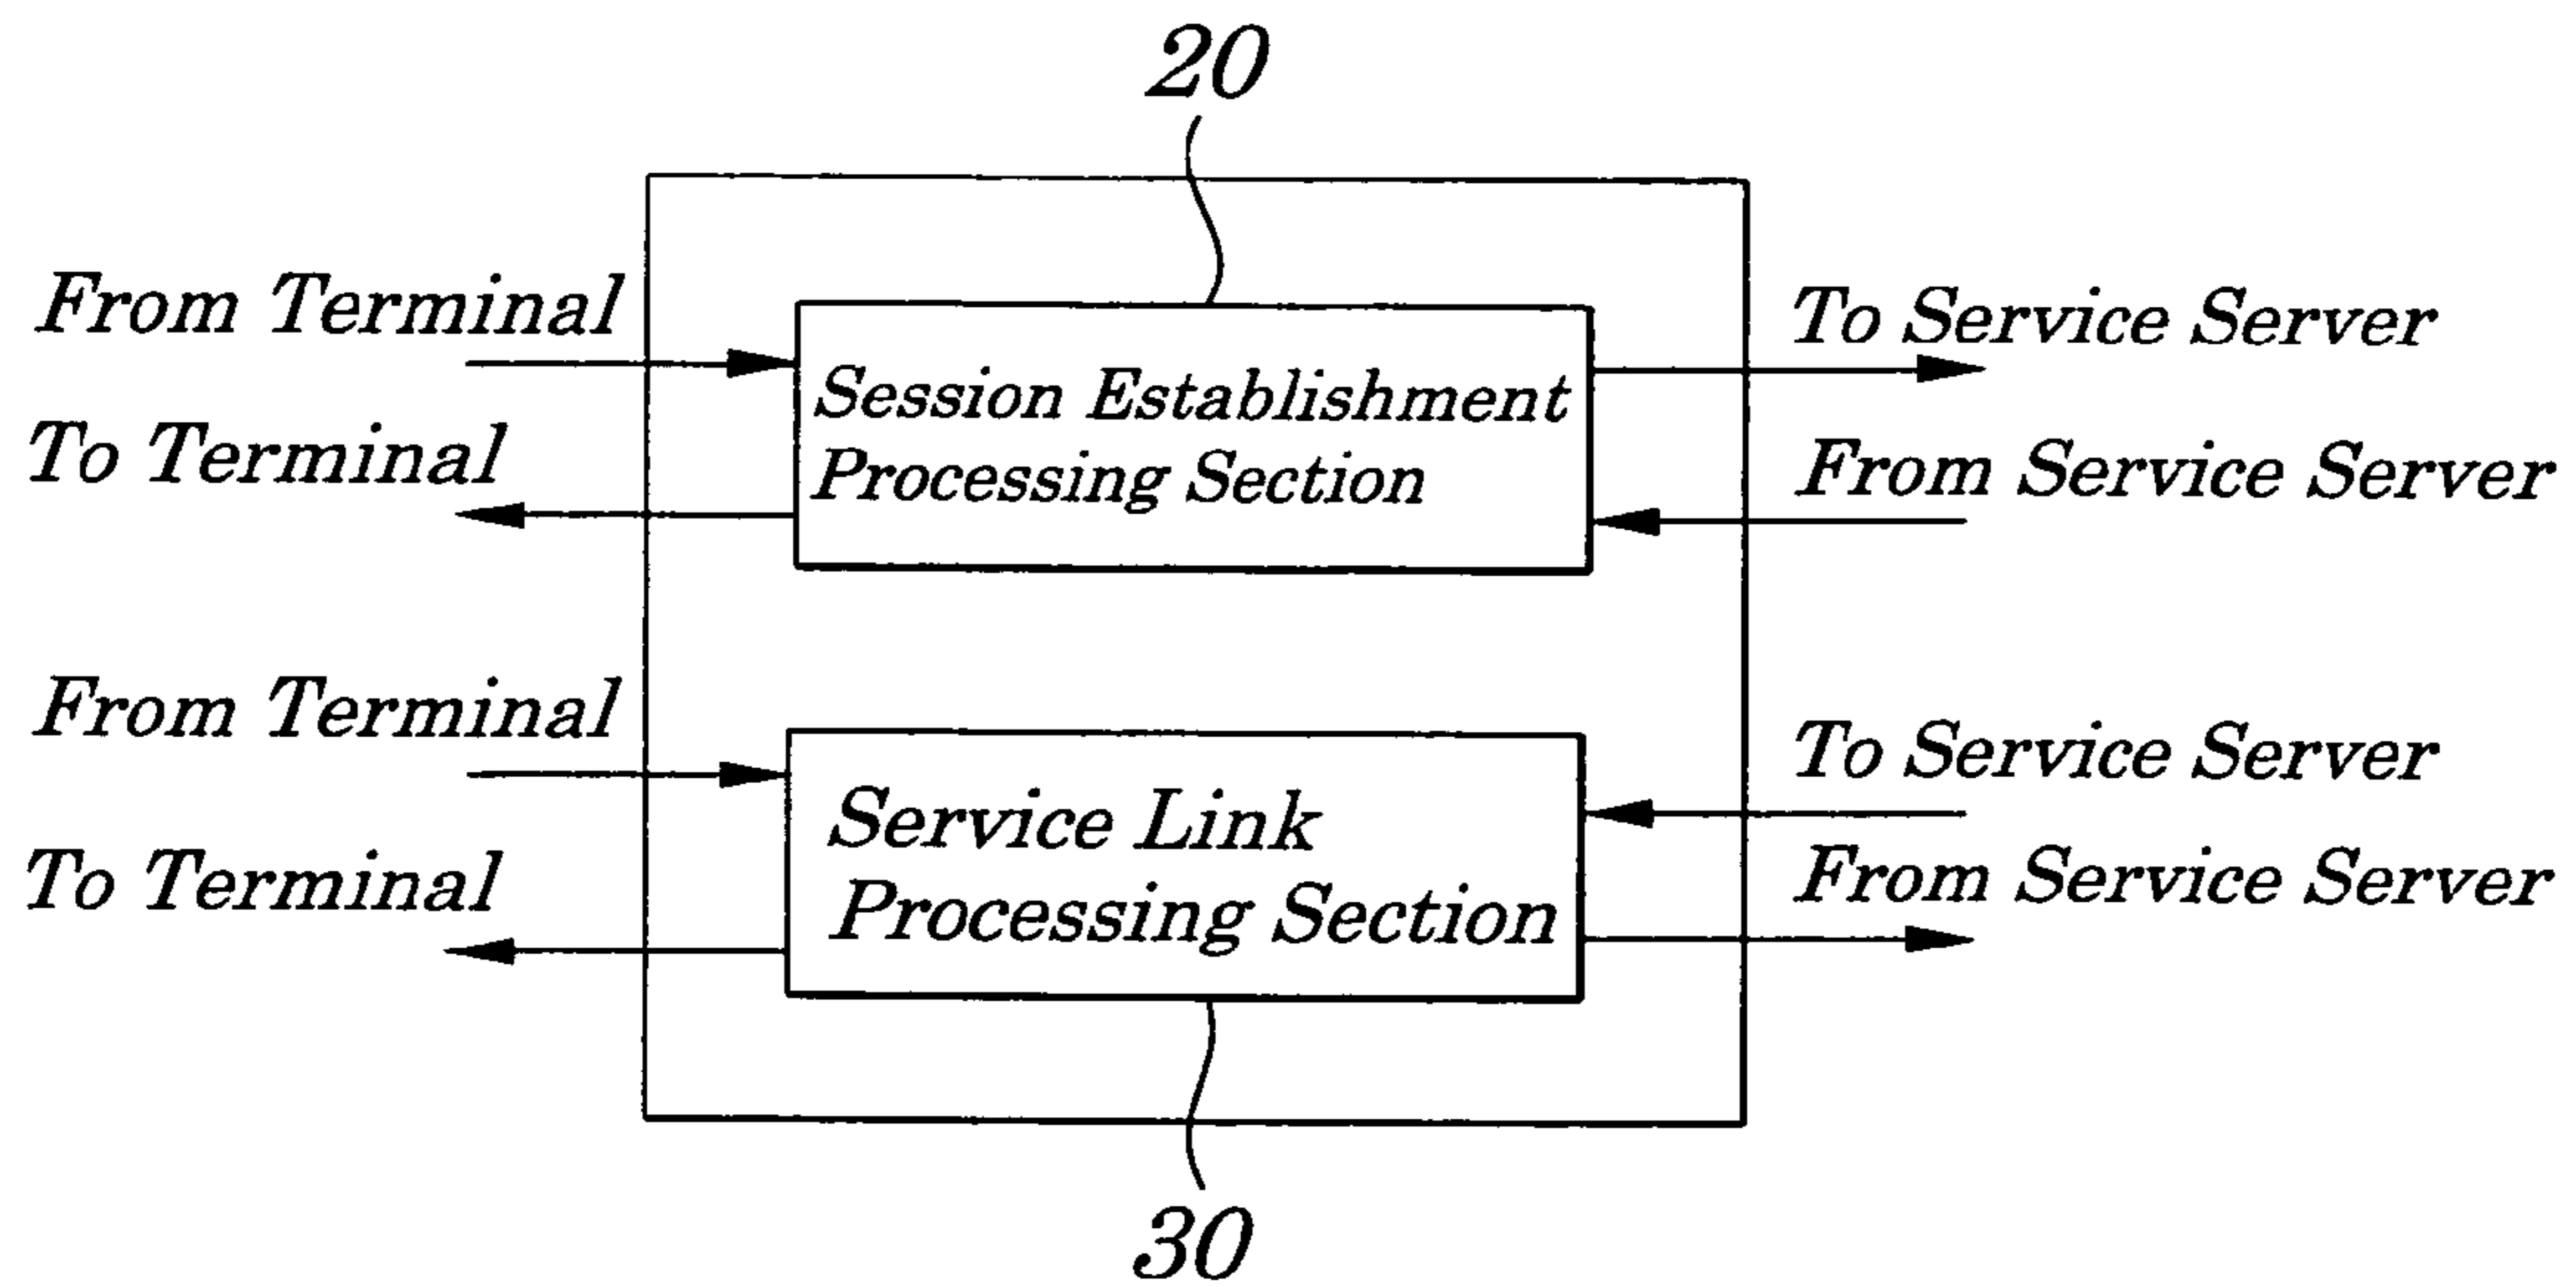 20
From Terminal
To Service Server
Session Establishment
Processing Section
To Terminal
From Service Server
From Terminal
To Service Server
Service Link
Processing Section
To Terminal
From Service Server
30